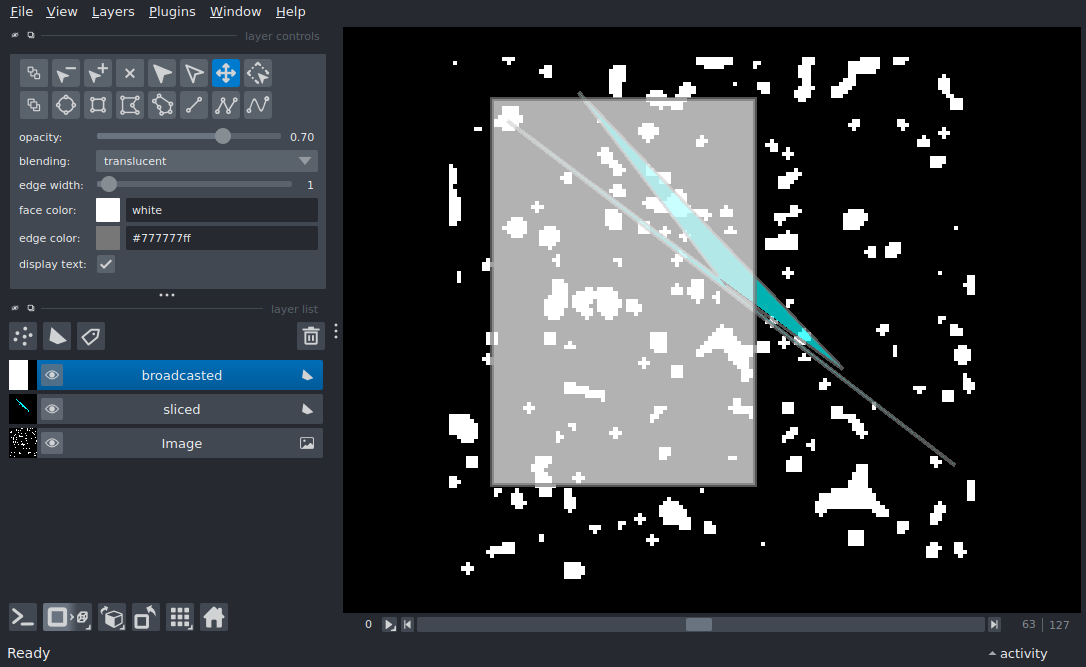 File View Layers Plugins Window Help
layer controls
opacity: 0.70
blending: translucent
edge width: 1
face color: white
edge color: #777777ff
display text:
layer list
broadcasted
sliced
Image
0 63 127
Ready activity